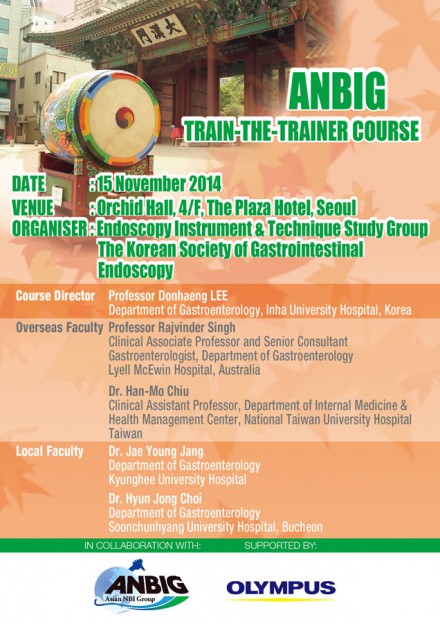 大漢門
ANBIG
TRAIN-THE-TRAINER COURSE
DATE : 15 November 2014
VENUE : Orchid Hall, 4/F, The Plaza Hotel, Seoul
ORGANISER : Endoscopy Instrument & Technique Study Group
The Korean Society of Gastrointestinal
Endoscopy
Course Director Professor Donhaeng LEE
Department of Gastroenterology, Inha University Hospital, Korea
Overseas Faculty Professor Rajvinder Singh
Clinical Associate Professor and Senior Consultant
Gastroenterologist, Department of Gastroenterology
Lyell McEwin Hospital, Australia
Dr. Han-Mo Chiu
Clinical Assistant Professor, Department of Internal Medicine &
Health Management Center, National Taiwan University Hospital
Taiwan
Local Faculty Dr. Jae Young Jang
Department of Gastroenterology
Kyunghee University Hospital
Dr. Hyun Jong Choi
Department of Gastroenterology
Soonchunhyang University Hospital, Bucheon
IN COLLABORATION WITH: SUPPORTED BY:
ANBIG
Asian NBI Group
OLYMPUS